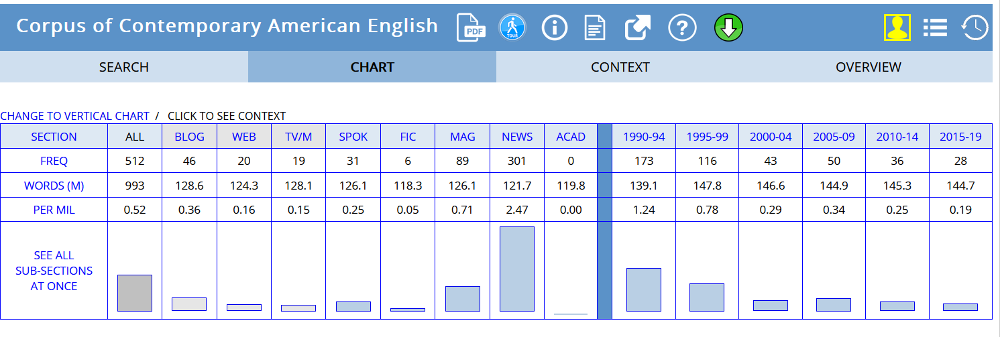 Corpus of Contemporary American English PDF TOUR
SEARCH CHART CONTEXT OVERVIEW
CHANGE TO VERTICAL CHART / CLICK TO SEE CONTEXT
SECTION ALL BLOG WEB TV/M SPOK FIC MAG NEWS ACAD 1990-94 1995-99 2000-04 2005-09 2010-14 2015-19
FREQ 512 46 20 19 31 6 89 301 0 173 116 43 50 36 28
WORDS (M) 993 128.6 124.3 128.1 126.1 118.3 126.1 121.7 119.8 139.1 147.8 146.6 144.9 145.3 144.7
PER MIL 0.52 0.36 0.16 0.15 0.25 0.05 0.71 2.47 0.00 1.24 0.78 0.29 0.34 0.25 0.19
SEE ALL
SUB-SECTIONS
AT ONCE